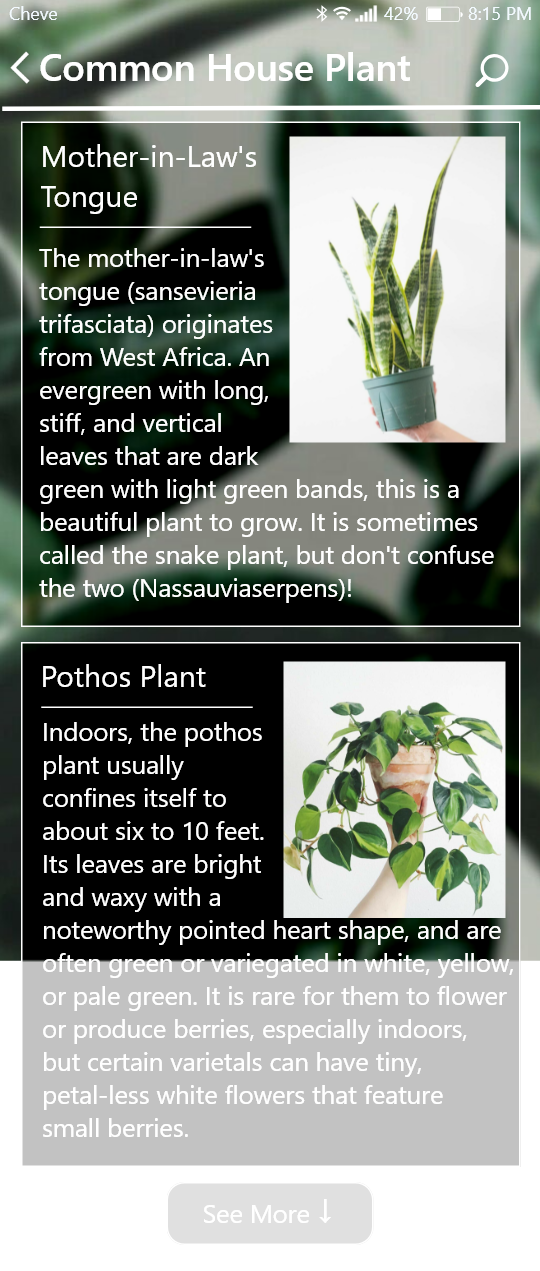 Cheve 42% 8:15 PM
Common House Plant
Mother-in-Law's
Tongue
The mother-in-law's
tongue (sansevieria
trifasciata) originates
from West Africa. An
evergreen with long,
stiff, and vertical
leaves that are dark
green with light green bands, this is a
beautiful plant to grow. It is sometimes
called the snake plant, but don't confuse
the two (Nassauviaserpens)!
Pothos Plant
Indoors, the pothos
plant usually
confines itself to
about six to 10 feet.
Its leaves are bright
and waxy with a
noteworthy pointed heart shape, and are
often green or variegated in white, yellow,
or pale green. It is rare for them to flower
or produce berries, especially indoors,
but certain varietals can have tiny,
petal-less white flowers that feature
small berries.
See More ↓